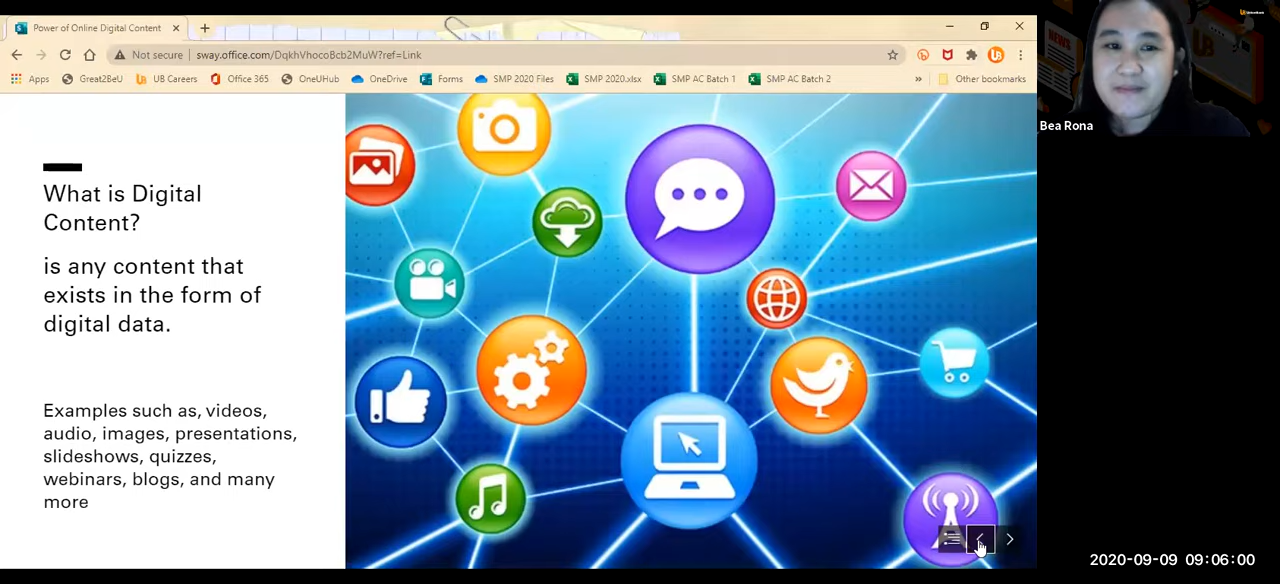 Power of Online Digital Content
Not secure
sway.office.com/DqkhVhocoBcb2MuW?ref=Link
Apps
Great2BeU
UB Careers
Office 365
OneUHub
OneDrive
Forms
SMP 2020 Files
SMP 2020.xlsx
SMP AC Batch 1
SMP AC Batch 2
»
Other bookmarks
What is Digital
Content?
is any content that
exists in the form of
digital data.
Examples such as, videos,
audio, images, presentations,
slideshows, quizzes,
webinars, blogs, and many
more
NEWS
UB
Bea Rona
2020-09-09 09:06:00